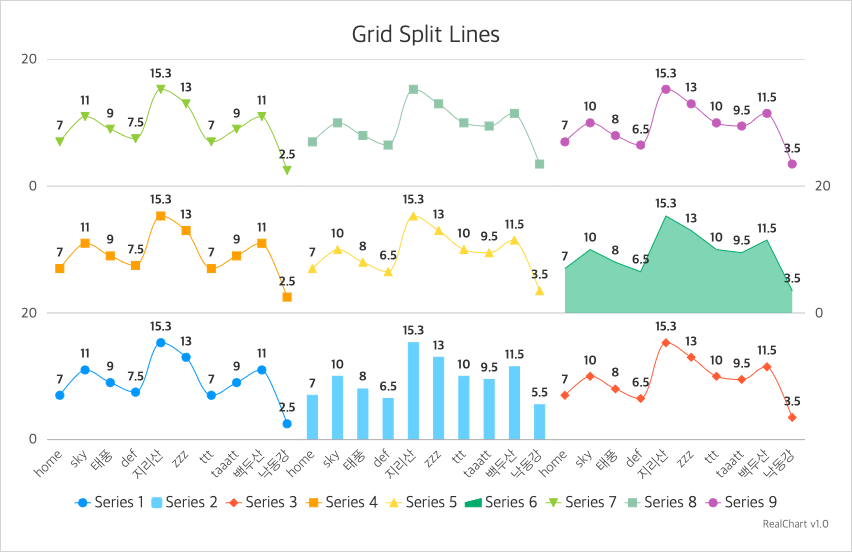 Grid Split Lines
20
15.3 15.3
11 13 11 10 13 11.5
9 9 8 10 9.5
7 7.5 7 7 6.5
2.5 3.5
0 20
15.3 15.3 15.3
11 13 11 10 13 11.5 10 13 11.5
9 9 8 10 9.5 8 10 9.5
7 7.5 7 7 6.5 7 6.5
2.5 3.5 3.5
20 0
15.3 15.3 15.3
11 13 11 10 13 11.5 10 13 11.5
9 9 8 10 9.5 8 10 9.5
7 7.5 7 7 6.5 7 6.5
2.5 5.5 3.5
0
home sky 태풍 def 지리산 zzz ttt taaatt 백두산 낙동강 home sky 태풍 def 지리산 zzz ttt taaatt 백두산 낙동강 home sky 태풍 def 지리산 zzz ttt taaatt 백두산 낙동강
Series 1 Series 2 Series 3 Series 4 Series 5 Series 6 Series 7 Series 8 Series 9
RealChart v1.0